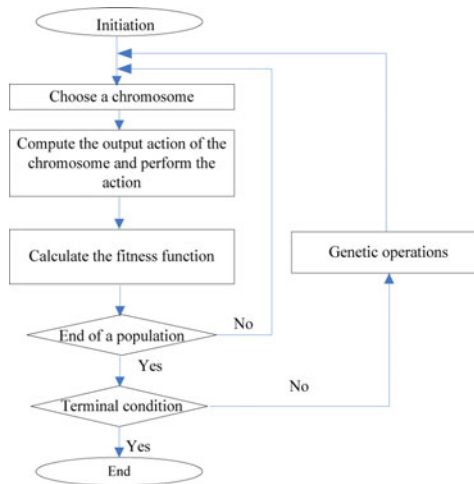 Initiation
Choose a chromosome
Compute the output action of the
chromosome and perform the
action
Calculate the fitness function
Genetic operations
End of a population
No
Yes
No
Terminal condition
Yes
End